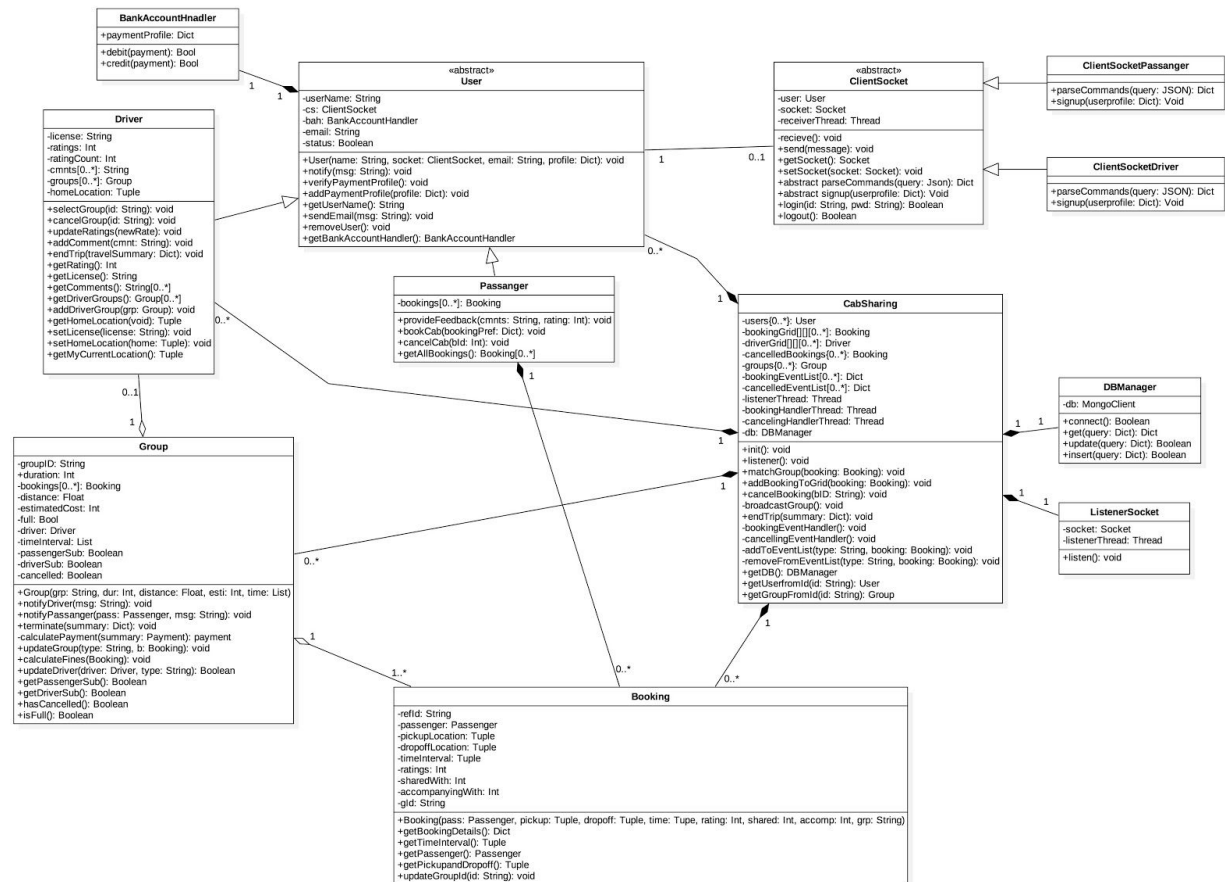 BankAccountHnadler
+paymentProfile: Dict
+debit(payment): Bool
+credit(payment): Bool
1
1
«abstract»
User
-userName: String
-cs: ClientSocket
-bah: BankAccountHandler
-email: String
-status: Boolean
+User(name: String, socket: ClientSocket, email: String, profile: Dict): void
+notify(msg: String): void
+verifyPaymentProfile(): void
+addPaymentProfile(profile: Dict): void
+getUserName(): String
+sendEmail(msg: String): void
+removeUser(): void
+getBankAccountHandler(): BankAccountHandler
1
0..1
«abstract»
ClientSocket
-user: User
-socket: Socket
-receiverThread: Thread
-recieve(): void
+send(message): void
+getSocket(): Socket
+setSocket(socket: Socket): void
+abstract parseCommands(query: Json): Dict
+abstract signup(userprofile: Dict): Void
+login(id: String, pwd: String): Boolean
+logout(): Boolean
ClientSocketPassanger
+parseCommands(query: JSON): Dict
+signup(userprofile: Dict): Void
ClientSocketDriver
+parseCommands(query: JSON): Dict
+signup(userprofile: Dict): Void
Driver
-license: String
-ratings: Int
-ratingCount: Int
-cmnts[0..*]: String
-groups[0..*]: Group
-homeLocation: Tuple
+selectGroup(id: String): void
+cancelGroup(id: String): void
+updateRatings(newRate): void
+addComment(cmnt: String): void
+endTrip(travelSummary: Dict): void
+getRating(): Int
+getLicense(): String
+getComments(): String[0..*]
+getDriverGroups(): Group[0..*]
+addDriverGroup(grp: Group): void
+getHomeLocation(void): Tuple
+setLicense(license: String): void
+setHomeLocation(home: Tuple): void
+getMyCurrentLocation(): Tuple
0..*
0..1
1
Passanger
-bookings[0..*]: Booking
+provideFeedback(cmnts: String, rating: Int): void
+bookCab(bookingPref: Dict): void
+cancelCab(bId: Int): void
+getAllBookings(): Booking[0..*]
1
0..*
0..*
1
CabSharing
-users{0..*}: User
-bookingGrid[][][0..*]: Booking
-driverGrid[][][0..*]: Driver
-cancelledBookings{0..*}: Booking
-groups{0..*}: Group
-bookingEventList[0..*]: Dict
-cancelledEventList[0..*]: Dict
-listenerThread: Thread
-bookingHandlerThread: Thread
-cancelingHandlerThread: Thread
-db: DBManager
+init(): void
+listener(): void
+matchGroup(booking: Booking): void
+addBookingToGrid(booking: Booking): void
+cancelBooking(bID: String): void
-broadcastGroup(): void
+endTrip(summary: Dict): void
-bookingEventHandler(): void
-cancellingEventHandler(): void
-addToEventList(type: String, booking: Booking): void
-removeFromEventList(type: String, booking: Booking): void
+getDB(): DBManager
+getUserfromId(id: String): User
+getGroupFromId(id: String): Group
1
1
1
1
1
1
DBManager
-db: MongoClient
+connect(): Boolean
+get(query: Dict): Dict
+update(query: Dict): Boolean
+insert(query: Dict): Boolean
ListenerSocket
-socket: Socket
-listenerThread: Thread
+listen(): void
Group
-groupID: String
+duration: Int
-bookings[0..*]: Booking
-distance: Float
-estimatedCost: Int
-full: Bool
-driver: Driver
-timeInterval: List
-passengerSub: Boolean
-driverSub: Boolean
-cancelled: Boolean
+Group(grp: String, dur: Int, distance: Float, esti: Int, time: List)
+notifyDriver(msg: String): void
+notifyPassanger(pass: Passenger, msg: String): void
+terminate(summary: Dict): void
-calculatePayment(summary: Payment): payment
+updateGroup(type: String, b: Booking): void
+calculateFines(Booking): void
+updateDriver(driver: Driver, type: String): Boolean
+getPassengerSub(): Boolean
+getDriverSub(): Boolean
+hasCancelled(): Boolean
+isFull(): Boolean
0..*
1
1..*
1
0..*
Booking
-refId: String
-passenger: Passenger
-pickupLocation: Tuple
-dropoffLocation: Tuple
-timeInterval: Tuple
-ratings: Int
-sharedWith: Int
-accompanyingWith: Int
-gId: String
+Booking(pass: Passenger, pickup: Tuple, dropoff: Tuple, time: Tupe, rating: Int, shared: Int, accomp: Int, grp: String)
+getBookingDetails(): Dict
+getTimeInterval(): Tuple
+getPassenger(): Passenger
+getPickupandDropoff(): Tuple
+updateGroupId(id: String): void